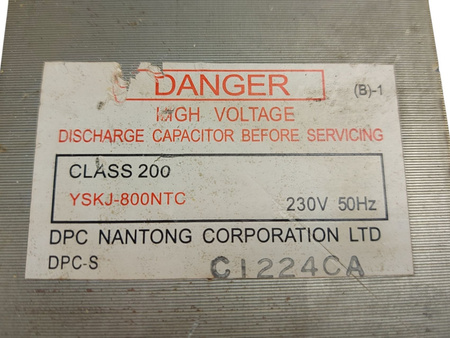 DANGER
(B)-1
HIGH VOLTAGE
DISCHARGE CAPACITOR BEFORE SERVICING
CLASS 200
YSKJ-800NTC 230V 50Hz
DPC NANTONG CORPORATION LTD
DPC-S C1224CA